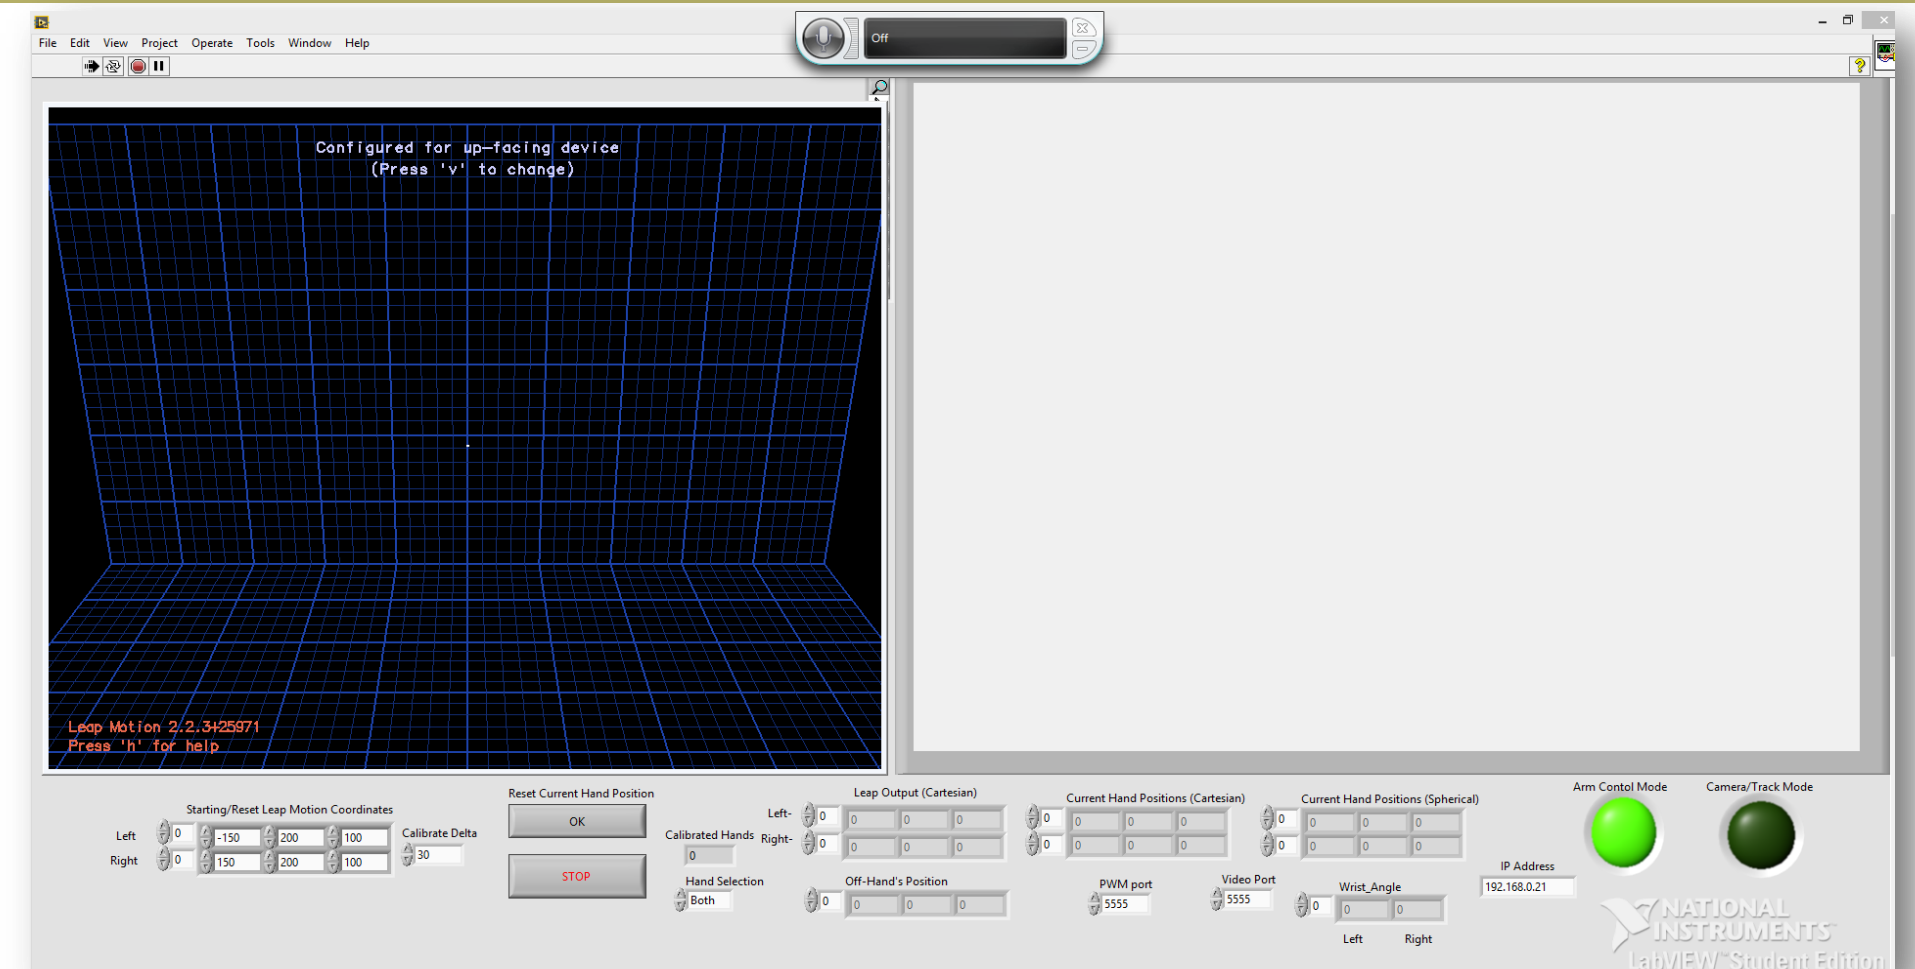 File Edit View Project Operate Tools Window Help
Off
?
Configured for up-facing device
(Press 'v' to change)
Leap Motion 2.2.3+25971
Press 'h' for help
Starting/Reset Leap Motion Coordinates
Left 0 -150 200 100
Right 0 150 200 100
Calibrate Delta
30
Reset Current Hand Position
OK
STOP
Calibrated Hands
0
Hand Selection
Both
Leap Output (Cartesian)
Left- 0 0 0 0
Right- 0 0 0 0
Off-Hand's Position
0 0 0 0
Current Hand Positions (Cartesian)
0 0 0 0
0 0 0 0
Current Hand Positions (Spherical)
0 0 0 0
0 0 0 0
PWM port
5555
Video Port
5555
Wrist_Angle
0 0 0
Left Right
IP Address
192.168.0.21
Arm Contol Mode
Camera/Track Mode
NATIONAL
INSTRUMENTS
LabVIEW Student Edition